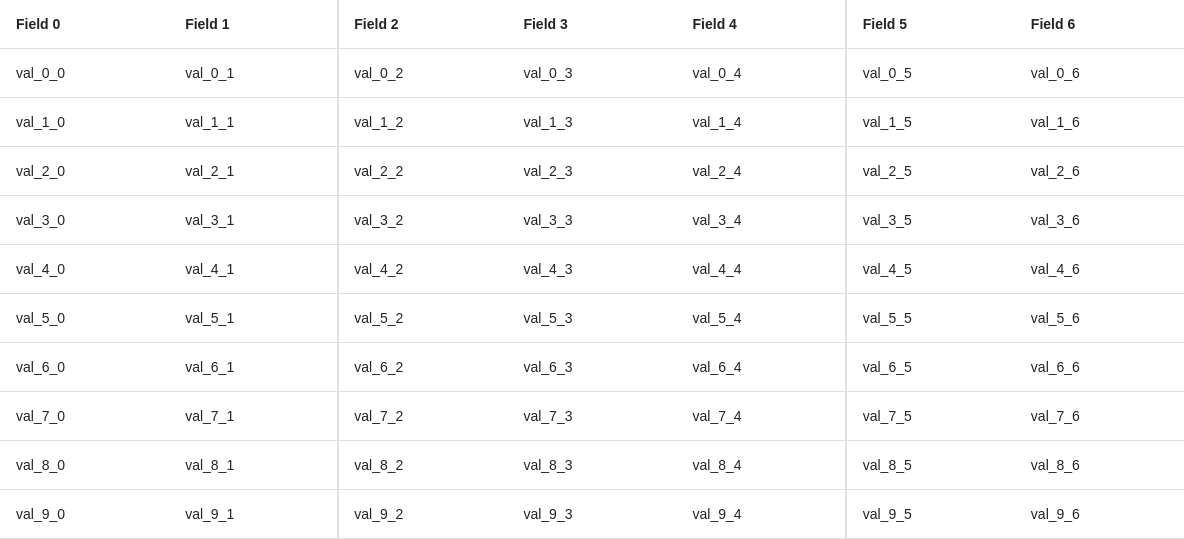 Field 0 Field 1 Field 2 Field 3 Field 4 Field 5 Field 6
val_0_0 val_0_1 val_0_2 val_0_3 val_0_4 val_0_5 val_0_6
val_1_0 val_1_1 val_1_2 val_1_3 val_1_4 val_1_5 val_1_6
val_2_0 val_2_1 val_2_2 val_2_3 val_2_4 val_2_5 val_2_6
val_3_0 val_3_1 val_3_2 val_3_3 val_3_4 val_3_5 val_3_6
val_4_0 val_4_1 val_4_2 val_4_3 val_4_4 val_4_5 val_4_6
val_5_0 val_5_1 val_5_2 val_5_3 val_5_4 val_5_5 val_5_6
val_6_0 val_6_1 val_6_2 val_6_3 val_6_4 val_6_5 val_6_6
val_7_0 val_7_1 val_7_2 val_7_3 val_7_4 val_7_5 val_7_6
val_8_0 val_8_1 val_8_2 val_8_3 val_8_4 val_8_5 val_8_6
val_9_0 val_9_1 val_9_2 val_9_3 val_9_4 val_9_5 val_9_6